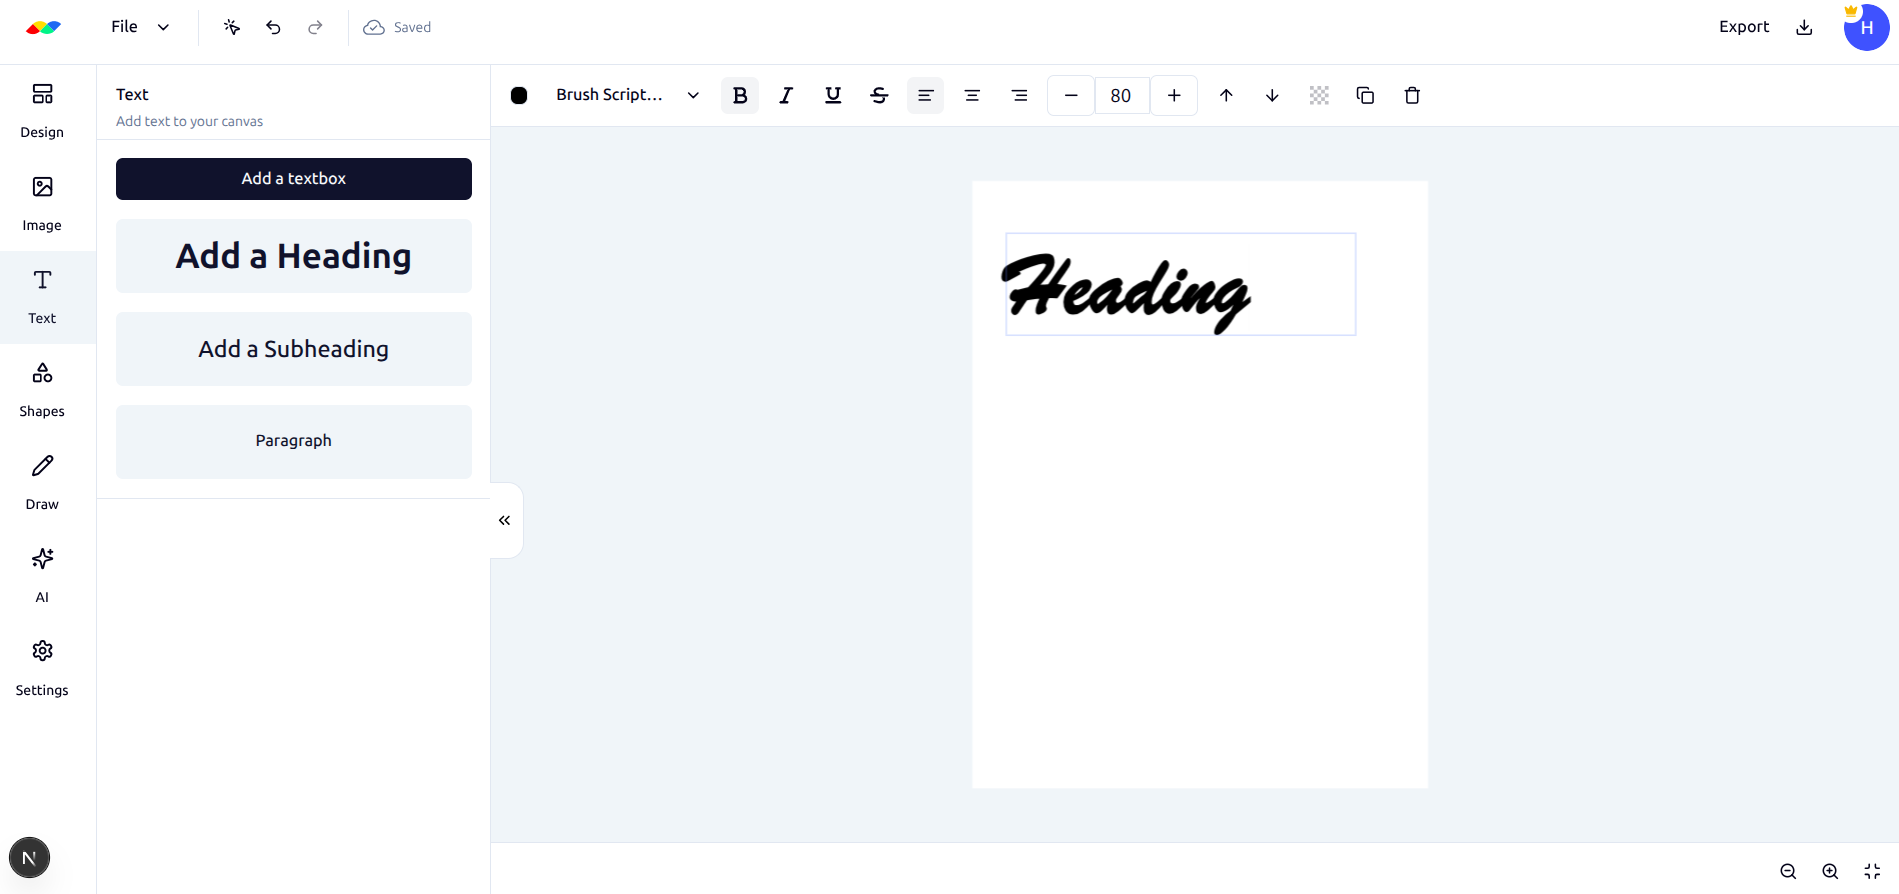 File
Saved
Export
H
Design
Image
Text
Shapes
Draw
AI
Settings
N
Text
Add text to your canvas
Add a textbox
Add a Heading
Add a Subheading
Paragraph
Brush Script...
B I U S
80
Heading